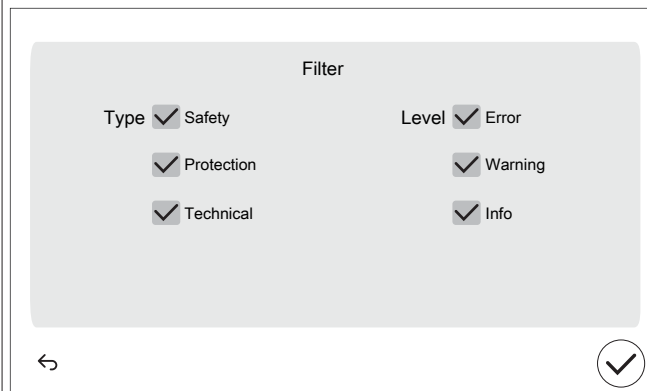 Filter
Type Safety Level Error
Protection Warning
Technical Info